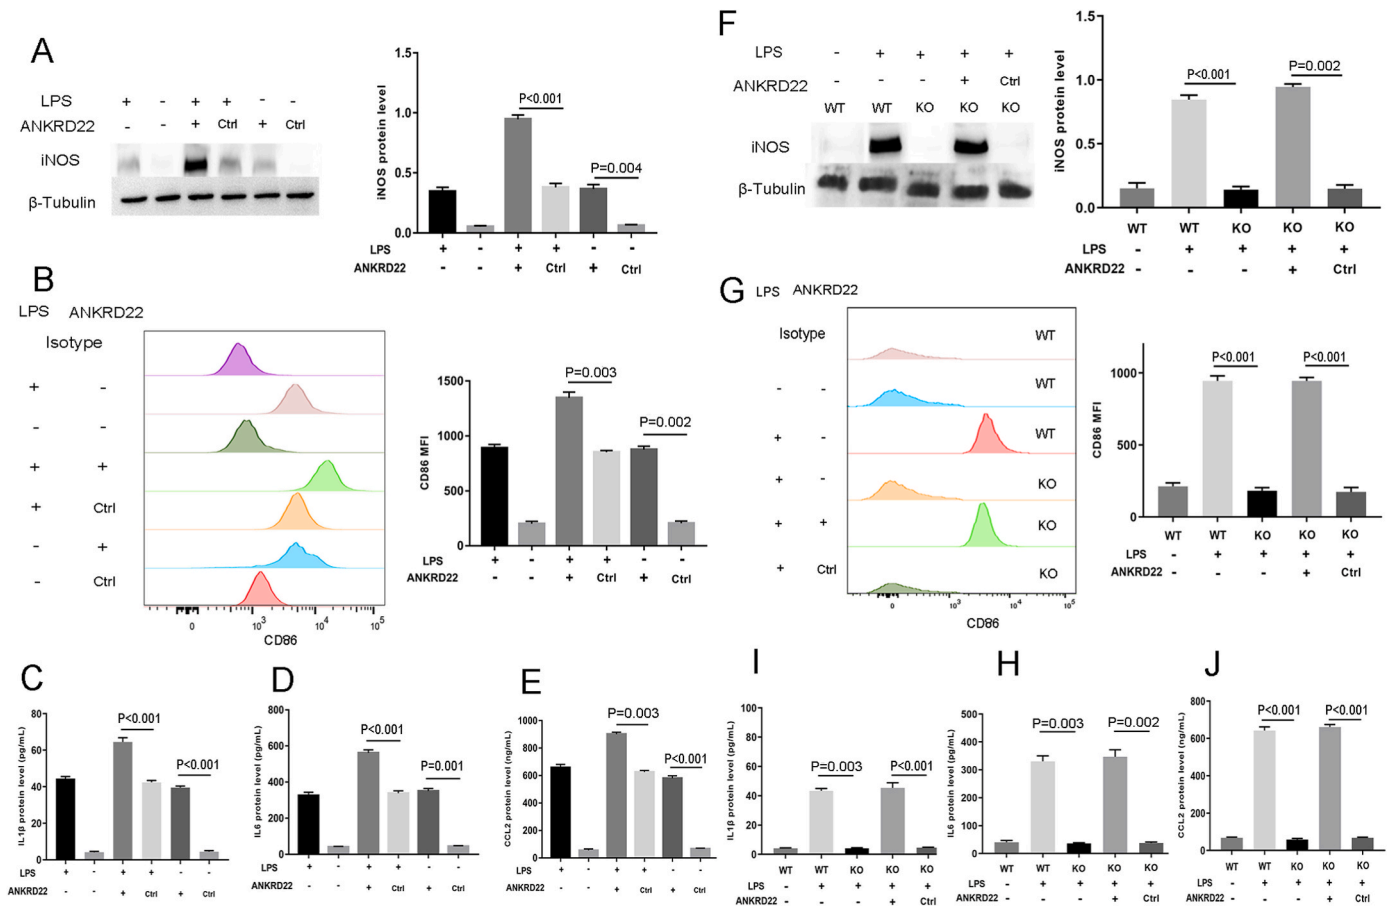 A
LPS + - + + - -
ANKRD22 - - + Ctrl + Ctrl
iNOS
β-Tubulin
iNOS protein level
1.5
1.0
0.5
0.0
P<0.001
P=0.004
LPS + - + + - -
ANKRD22 - - + Ctrl + Ctrl
F
LPS - + + + +
ANKRD22 - - - + Ctrl
WT WT KO KO KO
iNOS
β-Tubulin
iNOS protein level
1.5
1.0
0.5
0.0
P<0.001
P=0.002
WT WT KO KO KO
LPS - + + + +
ANKRD22 - - - + Ctrl
B
LPS ANKRD22
Isotype
+ -
- -
+ +
+ Ctrl
- +
- Ctrl
0 10³ 10⁴ 10⁵
CD86
CD86 MFI
1500
1000
500
0
P=0.003
P=0.002
LPS + - + + - -
ANKRD22 - - + Ctrl + Ctrl
G
LPS ANKRD22
Isotype WT
- - WT
+ - WT
+ - KO
+ + KO
+ Ctrl KO
0 10³ 10⁴ 10⁵
CD86
CD86 MFI
1000
500
0
P<0.001
P<0.001
WT WT KO KO KO
LPS - + + + +
ANKRD22 - - - + Ctrl
C
IL1β protein level (pg/mL)
80
60
40
20
0
P<0.001
P<0.001
LPS + - + + - -
ANKRD22 - - + Ctrl + Ctrl
D
IL6 protein level (pg/mL)
800
600
400
200
0
P<0.001
P=0.001
LPS + - + + - -
ANKRD22 - - + Ctrl + Ctrl
E
CCL2 protein level (ng/mL)
1000
800
600
400
200
0
P=0.003
P<0.001
LPS + - + + - -
ANKRD22 - - + Ctrl + Ctrl
I
IL1β protein level (pg/mL)
100
80
60
40
20
0
P=0.003
P<0.001
WT WT KO KO KO
LPS - + + + +
ANKRD22 - - - + Ctrl
H
IL6 protein level (pg/mL)
500
400
300
200
100
0
P=0.003
P=0.002
WT WT KO KO KO
LPS - + + + +
ANKRD22 - - - + Ctrl
J
CCL2 protein level (ng/mL)
800
600
400
200
0
P<0.001
P<0.001
WT WT KO KO KO
LPS - + + + +
ANKRD22 - - - + Ctrl